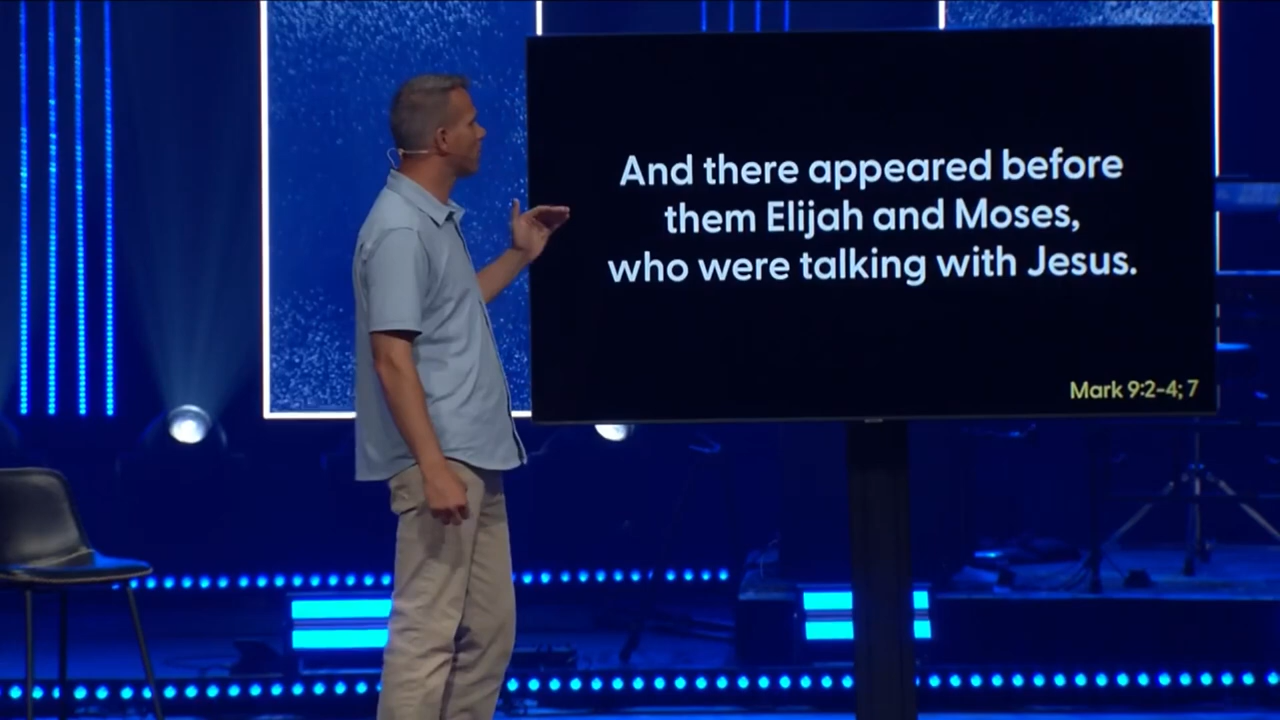 And there appeared before
them Elijah and Moses,
who were talking with Jesus.
Mark 9:2-4; 7